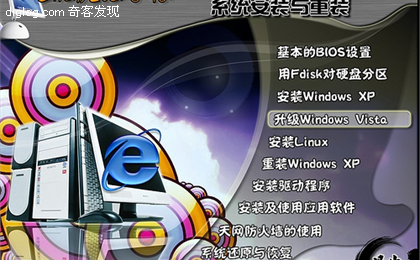 diglog.com 奇客发现
系统安装与重装
基本的BIOS设置
用Fdisk对硬盘分区
安装Windows XP
升级Windows Vista
安装Linux
重装Windows XP
安装驱动程序
安装及使用应用软件
天网防火墙的使用
系统还原与恢复